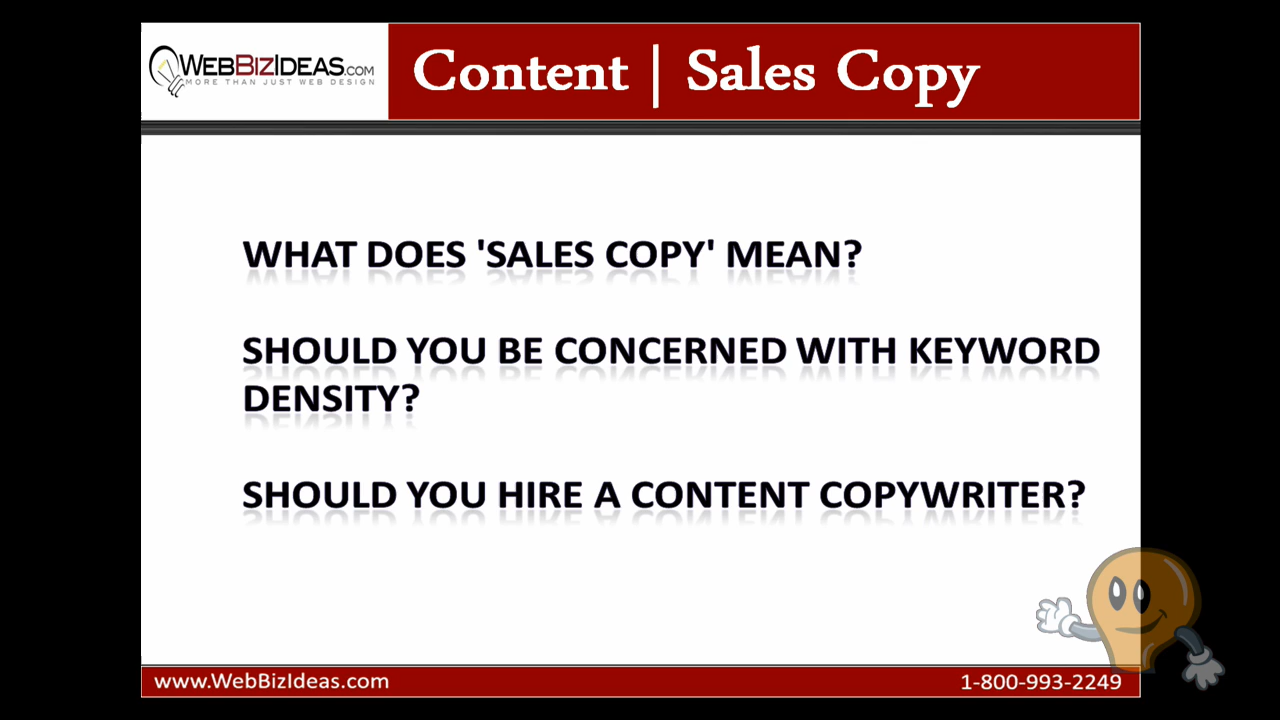 WEBBIZIDEAS.COM
MORE THAN JUST WEB DESIGN
Content | Sales Copy
WHAT DOES 'SALES COPY' MEAN?
SHOULD YOU BE CONCERNED WITH KEYWORD
DENSITY?
SHOULD YOU HIRE A CONTENT COPYWRITER?
www.WebBizIdeas.com
1-800-993-2249